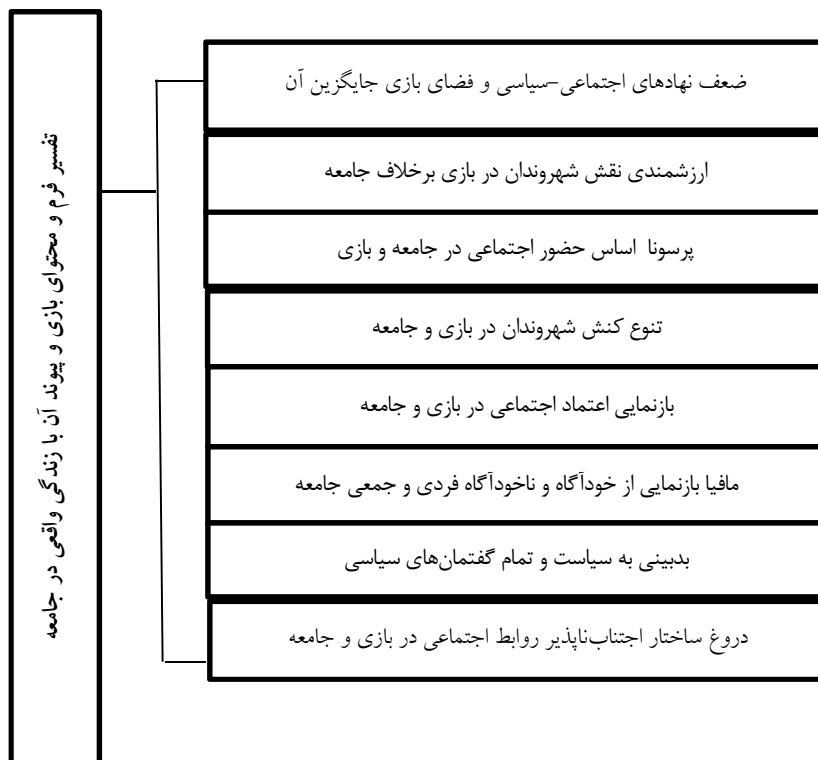 تفسیر فرم و محتوای بازی و پیوند آن با زندگی واقعی در جامعه
ضعف نهادهای اجتماعی-سیاسی و فضای بازی جایگزین آن
ارزشمندی نقش شهروندان در بازی برخلاف جامعه
پرسونا اساس حضور اجتماعی در جامعه و بازی
تنوع کنش شهروندان در بازی و جامعه
بازنمایی اعتماد اجتماعی در بازی و جامعه
مافیا بازنمایی از خودآگاه و ناخودآگاه فردی و جمعی جامعه
بدبینی به سیاست و تمام گفتمان‌های سیاسی
دروغ ساختار اجتناب‌ناپذیر روابط اجتماعی در بازی و جامعه